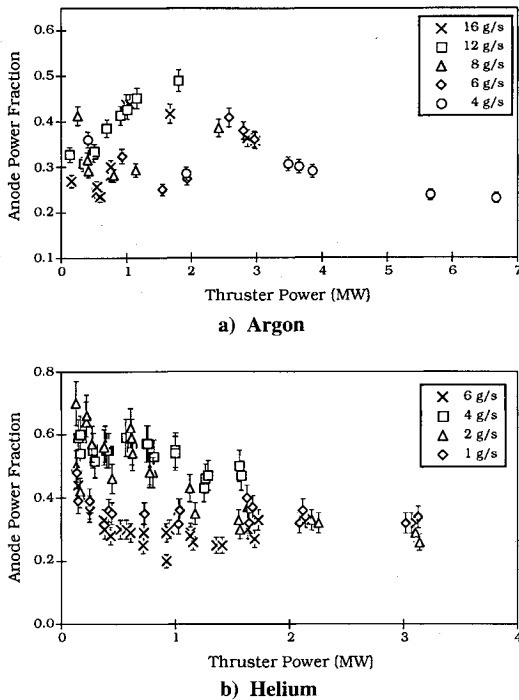 0.6
0.5
0.4
0.3
0.2
0.1
Anode Power Fraction
16 g/s
12 g/s
8 g/s
6 g/s
4 g/s
0 1 2 3 4 5 6 7
Thruster Power (MW)
a) Argon
0.8
0.6
0.4
0.2
0.0
Anode Power Fraction
6 g/s
4 g/s
2 g/s
1 g/s
0 1 2 3 4
Thruster Power (MW)
b) Helium